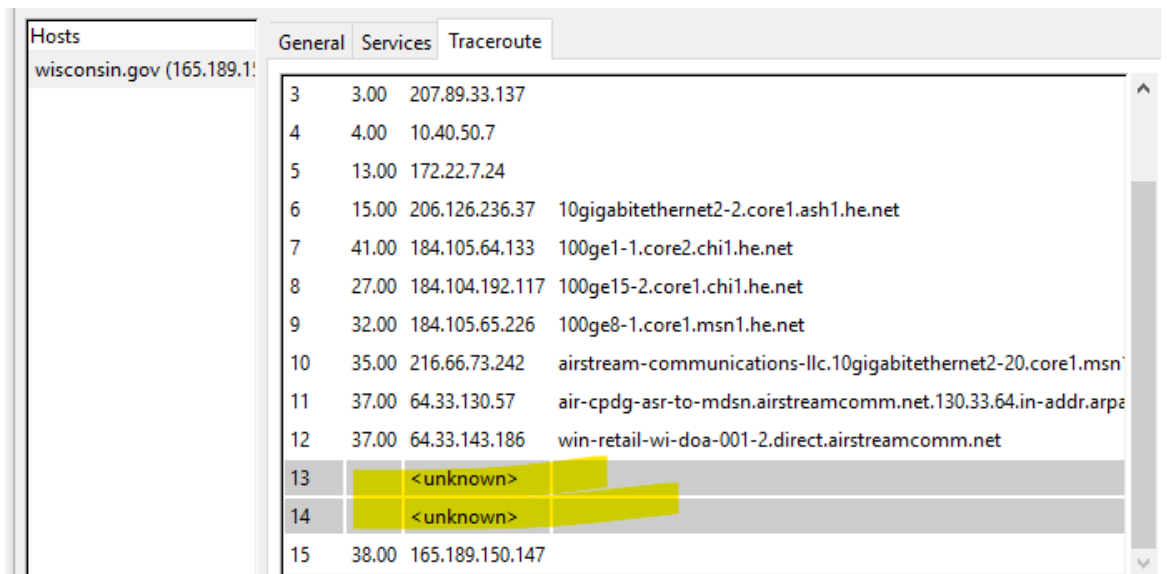 Hosts
wisconsin.gov (165.189.1
General Services Traceroute
3 3.00 207.89.33.137
4 4.00 10.40.50.7
5 13.00 172.22.7.24
6 15.00 206.126.236.37 10gigabitethernet2-2.core1.ash1.he.net
7 41.00 184.105.64.133 100ge1-1.core2.chi1.he.net
8 27.00 184.104.192.117 100ge15-2.core1.chi1.he.net
9 32.00 184.105.65.226 100ge8-1.core1.msn1.he.net
10 35.00 216.66.73.242 airstream-communications-llc.10gigabitethernet2-20.core1.msn
11 37.00 64.33.130.57 air-cpdg-asr-to-mdsn.airstreamcomm.net.130.33.64.in-addr.arpa
12 37.00 64.33.143.186 win-retail-wi-doa-001-2.direct.airstreamcomm.net
13 <unknown>
14 <unknown>
15 38.00 165.189.150.147